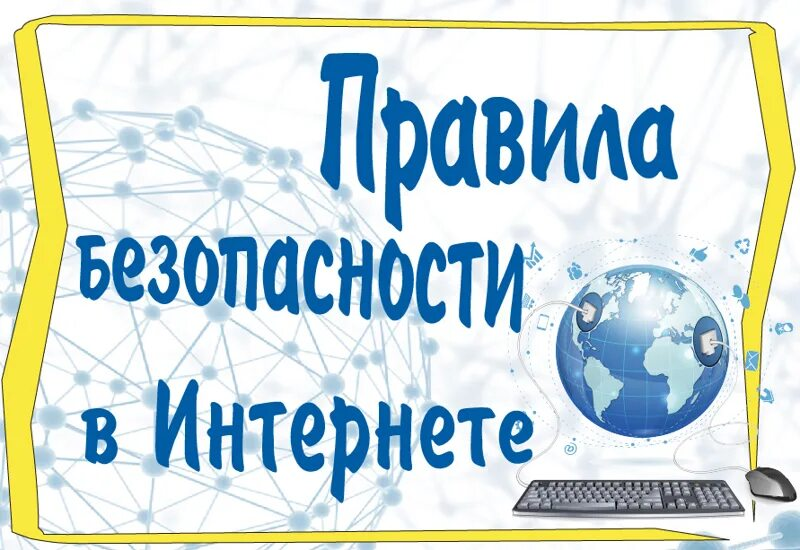 Правила
безопасности
в Интернете